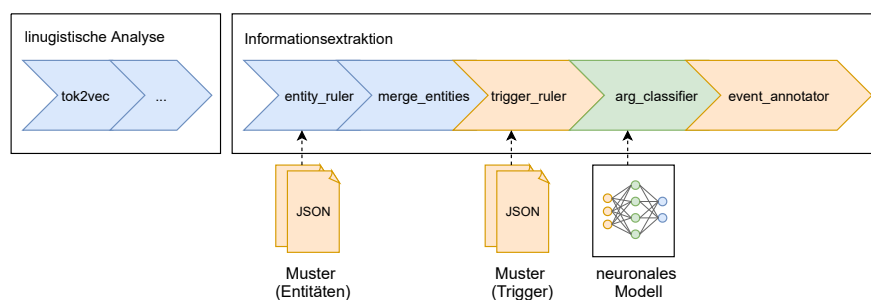 linugistische Analyse
Informationsextraktion
tok2vec
...
entity_ruler
merge_entities
trigger_ruler
arg_classifier
event_annotator
JSON
JSON
Muster
(Entitäten)
Muster
(Trigger)
neuronales
Modell